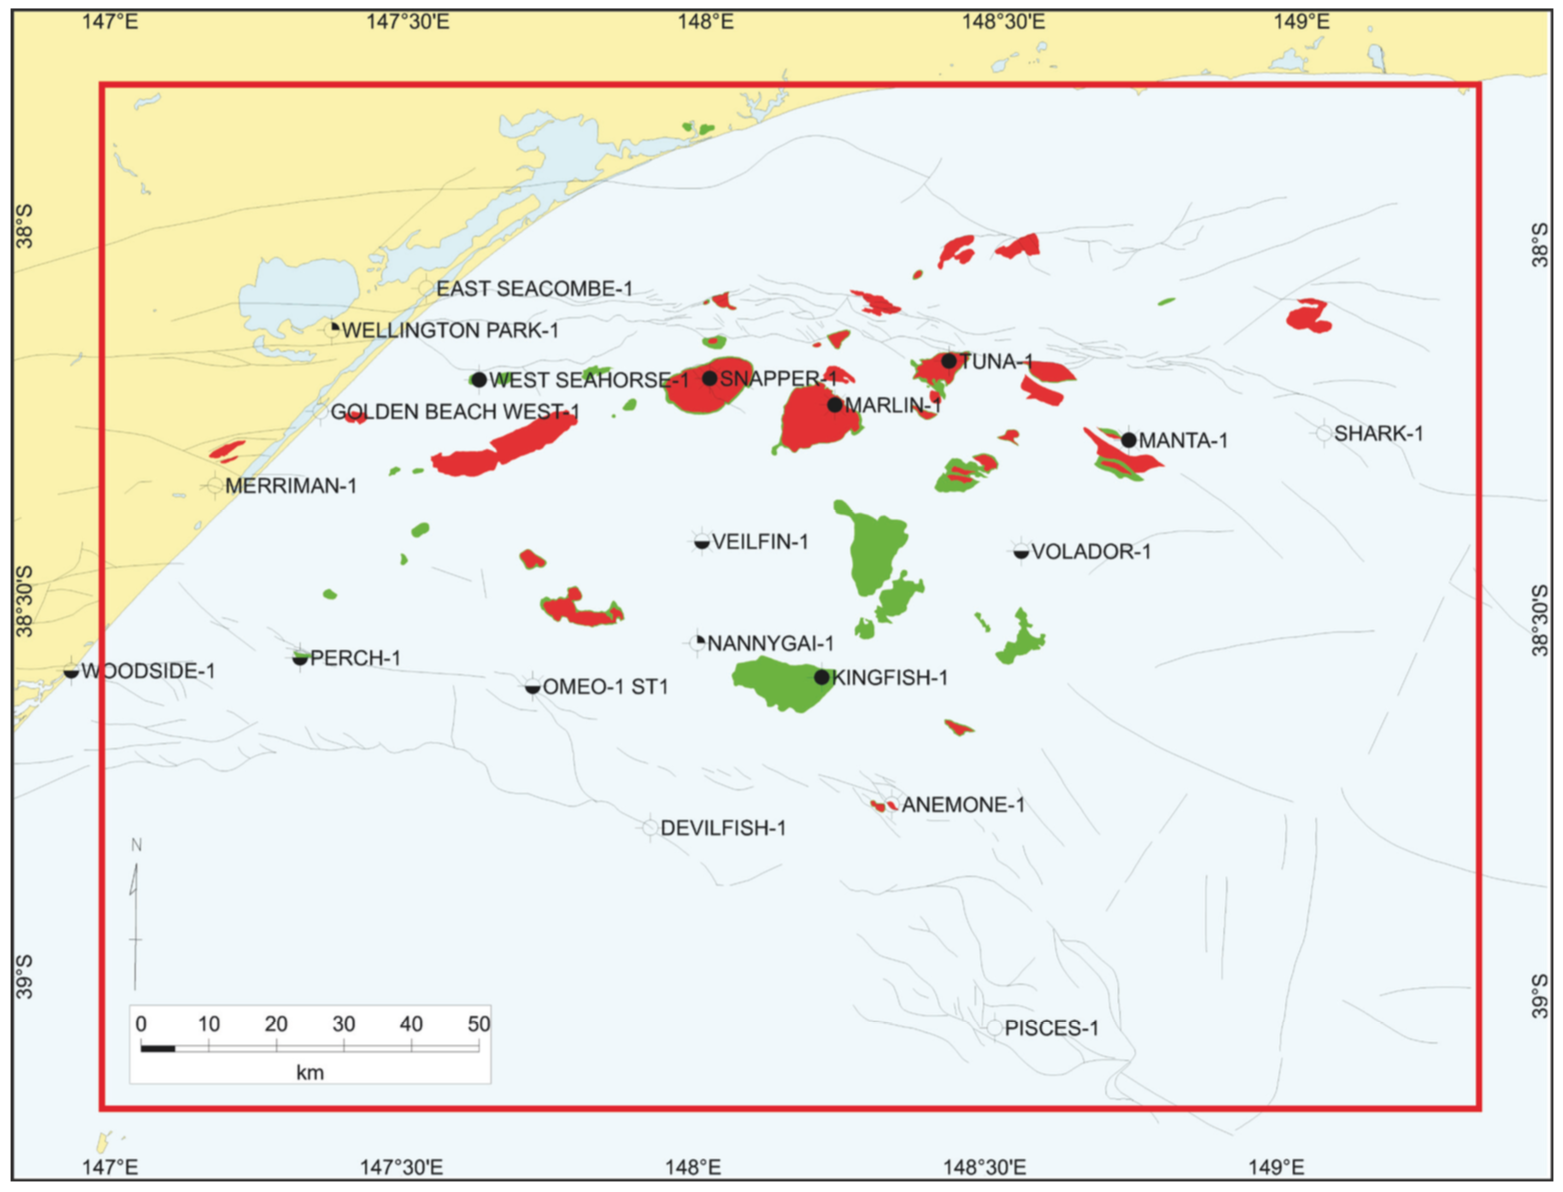 147°E 147°30'E 148°E 148°30'E 149°E
38°S
38°S
EAST SEACOMBE-1
WELLINGTON PARK-1
TUNA-1
WEST SEAHORSE-1
SNAPPER-1
MARLIN-1
GOLDEN BEACH WEST-1
SHARK-1
MANTA-1
MERRIMAN-1
VEILFIN-1
VOLADOR-1
38°30'S
38°30'S
NANNYGAI-1
PERCH-1
WOODSIDE-1
KINGFISH-1
OMEO-1 ST1
ANEMONE-1
DEVILFISH-1
N
39°S
39°S
PISCES-1
0 10 20 30 40 50
km
147°E 147°30'E 148°E 148°30'E 149°E